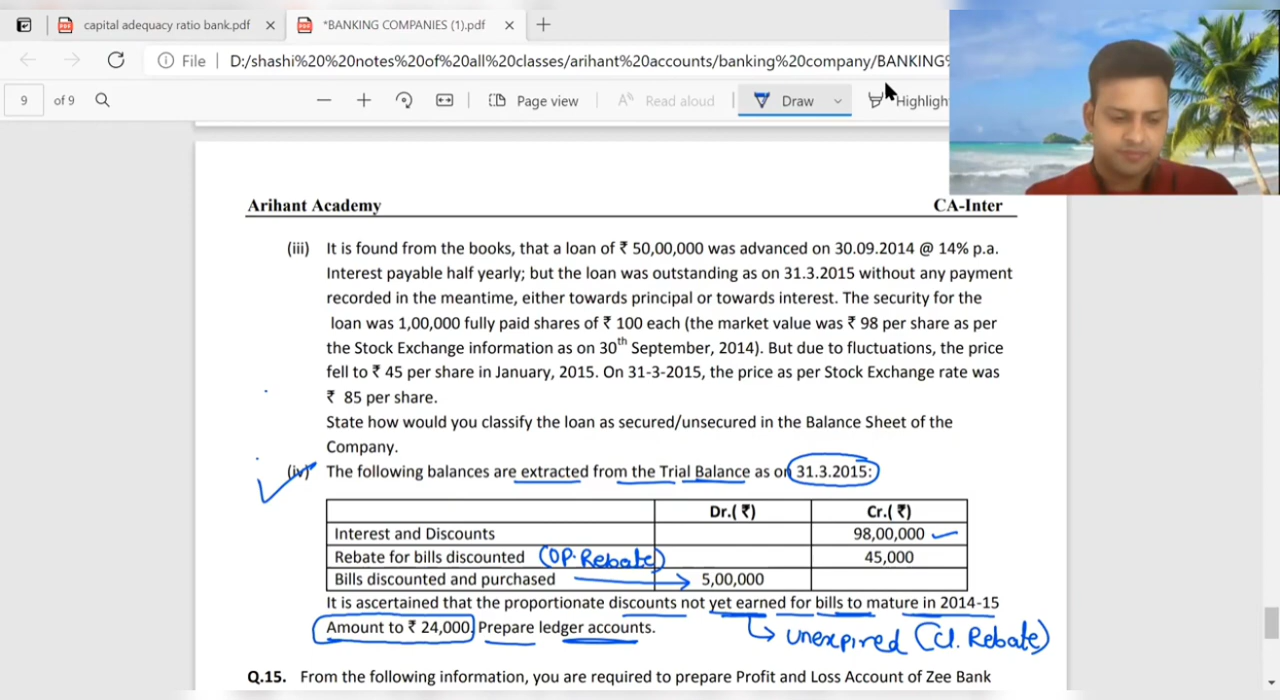 capital adequacy ratio bank.pdf
*BANKING COMPANIES (1).pdf
File D:/shashi%20%20notes%20of%20all%20classes/arihant%20accounts/banking%20company/BANKING%
9 of 9 Page view Read aloud Draw Highligh
Arihant Academy CA-Inter
(iii) It is found from the books, that a loan of ₹ 50,00,000 was advanced on 30.09.2014 @ 14% p.a.
Interest payable half yearly; but the loan was outstanding as on 31.3.2015 without any payment
recorded in the meantime, either towards principal or towards interest. The security for the
loan was 1,00,000 fully paid shares of ₹ 100 each (the market value was ₹ 98 per share as per
the Stock Exchange information as on 30th September, 2014). But due to fluctuations, the price
fell to ₹ 45 per share in January, 2015. On 31-3-2015, the price as per Stock Exchange rate was
₹ 85 per share.
State how would you classify the loan as secured/unsecured in the Balance Sheet of the
Company.
(iv) The following balances are extracted from the Trial Balance as on 31.3.2015:
Dr.( ₹) Cr.( ₹)
Interest and Discounts 98,00,000
Rebate for bills discounted (OP. Rebate) 45,000
Bills discounted and purchased 5,00,000
It is ascertained that the proportionate discounts not yet earned for bills to mature in 2014-15
Amount to ₹ 24,000. Prepare ledger accounts.
unexpired (Cl. Rebate)
Q.15. From the following information, you are required to prepare Profit and Loss Account of Zee Bank